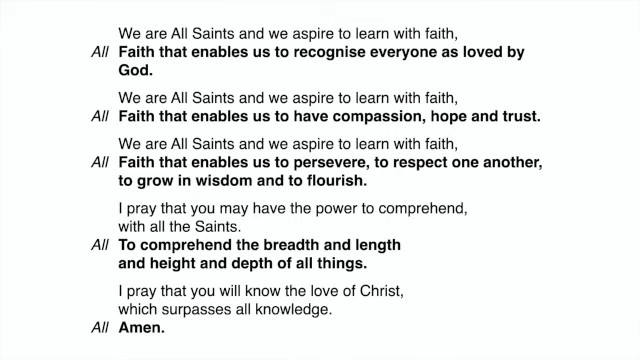 We are All Saints and we aspire to learn with faith,
All Faith that enables us to recognise everyone as loved by
God.
We are All Saints and we aspire to learn with faith,
All Faith that enables us to have compassion, hope and trust.
We are All Saints and we aspire to learn with faith,
All Faith that enables us to persevere, to respect one another,
to grow in wisdom and to flourish.
I pray that you may have the power to comprehend,
with all the Saints.
All To comprehend the breadth and length
and height and depth of all things.
I pray that you will know the love of Christ,
which surpasses all knowledge.
All Amen.